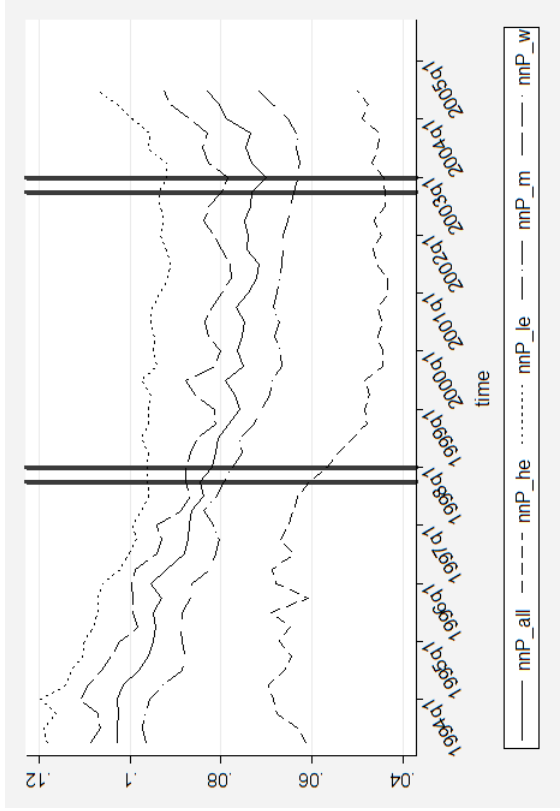 .12
.1
.08
.06
.04
1994q1
1995q1
1996q1
1997q1
1998q1
1999q1
2000q1
2001q1
2002q1
2003q1
2004q1
2005q1
time
nnP_all
nnP_he
nnP_le
nnP_m
nnP_w